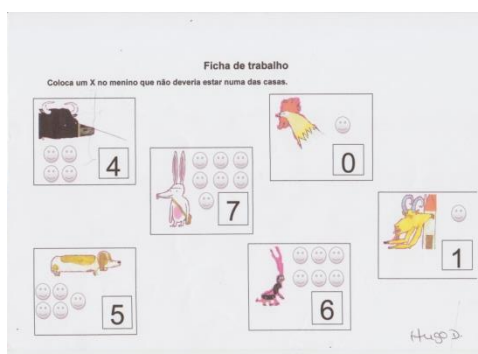 Ficha de trabalho
Coloca um X no menino que não deveria estar numa das casas.
4
0
7
1
5
6
Hugo D.